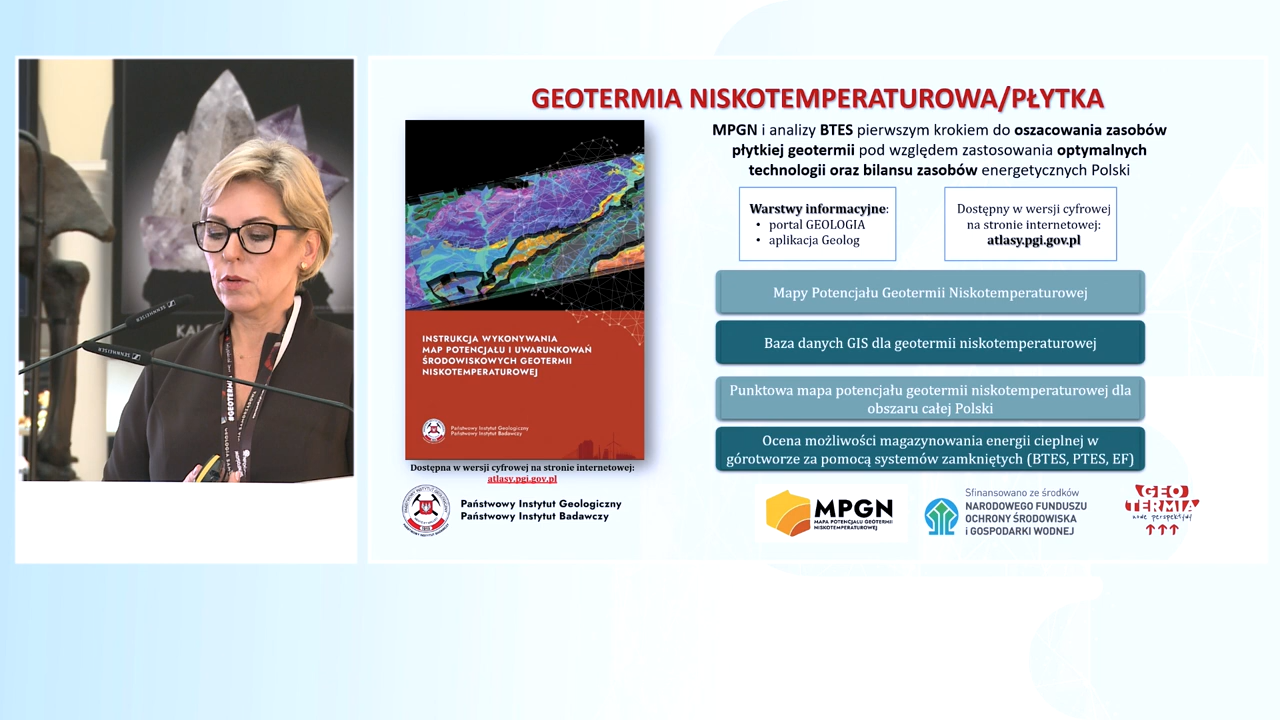 GEOTERMIA NISKOTEMPERATUROWA/PŁYTKA
MPGN i analizy BTES pierwszym krokiem do oszacowania zasobów
płytkiej geotermii pod względem zastosowania optymalnych
technologii oraz bilansu zasobów energetycznych Polski
Warstwy informacyjne:
• portal GEOLOGIA
• aplikacja Geolog
Dostępny w wersji cyfrowej
na stronie internetowej:
atlasy.pgi.gov.pl
Mapy Potencjału Geotermii Niskotemperaturowej
Baza danych GIS dla geotermii niskotemperaturowej
Punktowa mapa potencjału geotermii niskotemperaturowej dla
obszaru całej Polski
Ocena możliwości magazynowania energii cieplnej w
górotworze za pomocą systemów zamkniętych (BTES, PTES, EF)
INSTRUKCJA WYKONYWANIA
MAP POTENCJAŁU I UWARUNKOWAŃ
ŚRODOWISKOWYCH GEOTERMII
NISKOTEMPERATUROWEJ
Państwowy Instytut Geologiczny
Państwowy Instytut Badawczy
Dostępna w wersji cyfrowej na stronie internetowej:
atlasy.pgi.gov.pl
Państwowy Instytut Geologiczny
Państwowy Instytut Badawczy
MPGN
MAPA POTENCJAŁU GEOTERMII
NISKOTEMPERATUROWEJ
Sfinansowano ze środków
NARODOWEGO FUNDUSZU
OCHRONY ŚRODOWISKA
i GOSPODARKI WODNEJ
GEO
TERMIA
nowe perspektywy
SENNHEISER
SENNHEISER